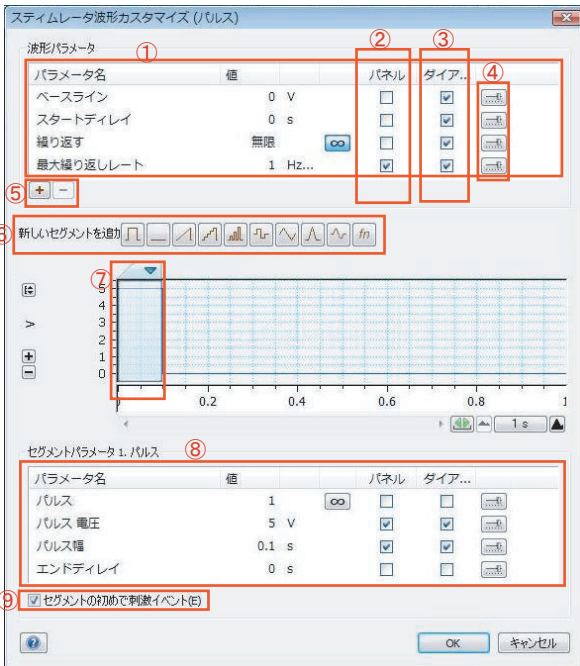 スティムレータ波形カスタマイズ (パルス)
波形パラメータ
① ② ③ ④
パラメータ名 値 パネル ダイア...
ベースライン 0 V
スタートディレイ 0 s
繰り返す 無限 ∞
最大繰り返しレート 1 Hz...
⑤ + −
新しいセグメントを追加 fn
⑦
5
4
3
2
1
0
V
+
−
0.2 0.4 0.6 0.8 1
1 s
セグメントパラメータ 1. パルス ⑧
パラメータ名 値 パネル ダイア...
パルス 1 ∞
パルス 電圧 5 V
パルス幅 0.1 s
エンドディレイ 0 s
⑨ セグメントの初めで刺激イベント(E)
? OK キャンセル